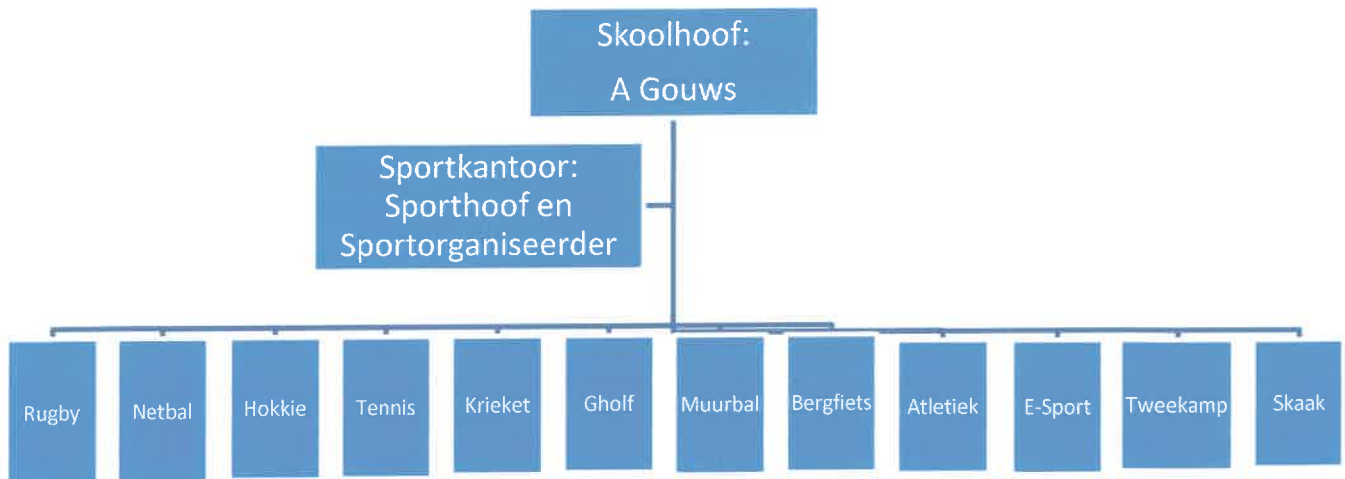 Skoolhoof:
A Gouws
Sportkantoor:
Sporthoof en
Sportorganiseerder
Rugby
Netbal
Hokkie
Tennis
Krieket
Gholf
Muurbal
Bergfiets
Atletiek
E-Sport
Tweekamp
Skaak